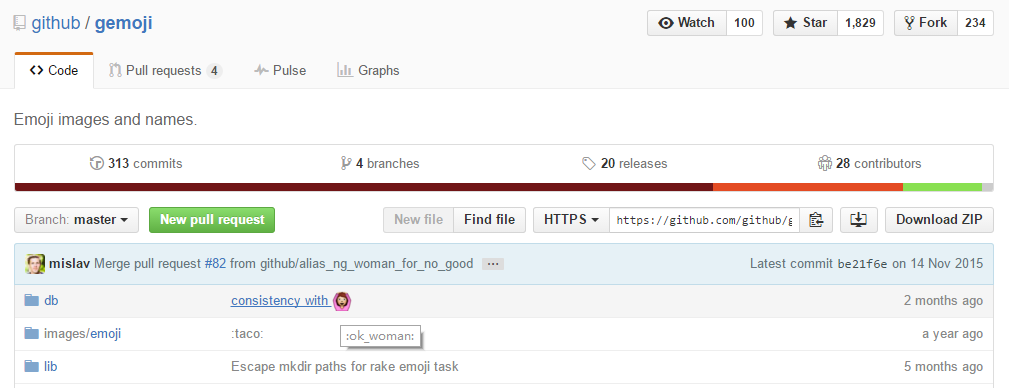 github / gemoji Watch 100 Star 1,829 Fork 234
Code Pull requests 4 Pulse Graphs
Emoji images and names.
313 commits 4 branches 20 releases 28 contributors
Branch: master New pull request New file Find file HTTPS https://github.com/github/g Download ZIP
mislav Merge pull request #82 from github/alias_ng_woman_for_no_good ... Latest commit be21f6e on 14 Nov 2015
db consistency with 2 months ago
images/emoji :taco: :ok_woman: a year ago
lib Escape mkdir paths for rake emoji task 5 months ago